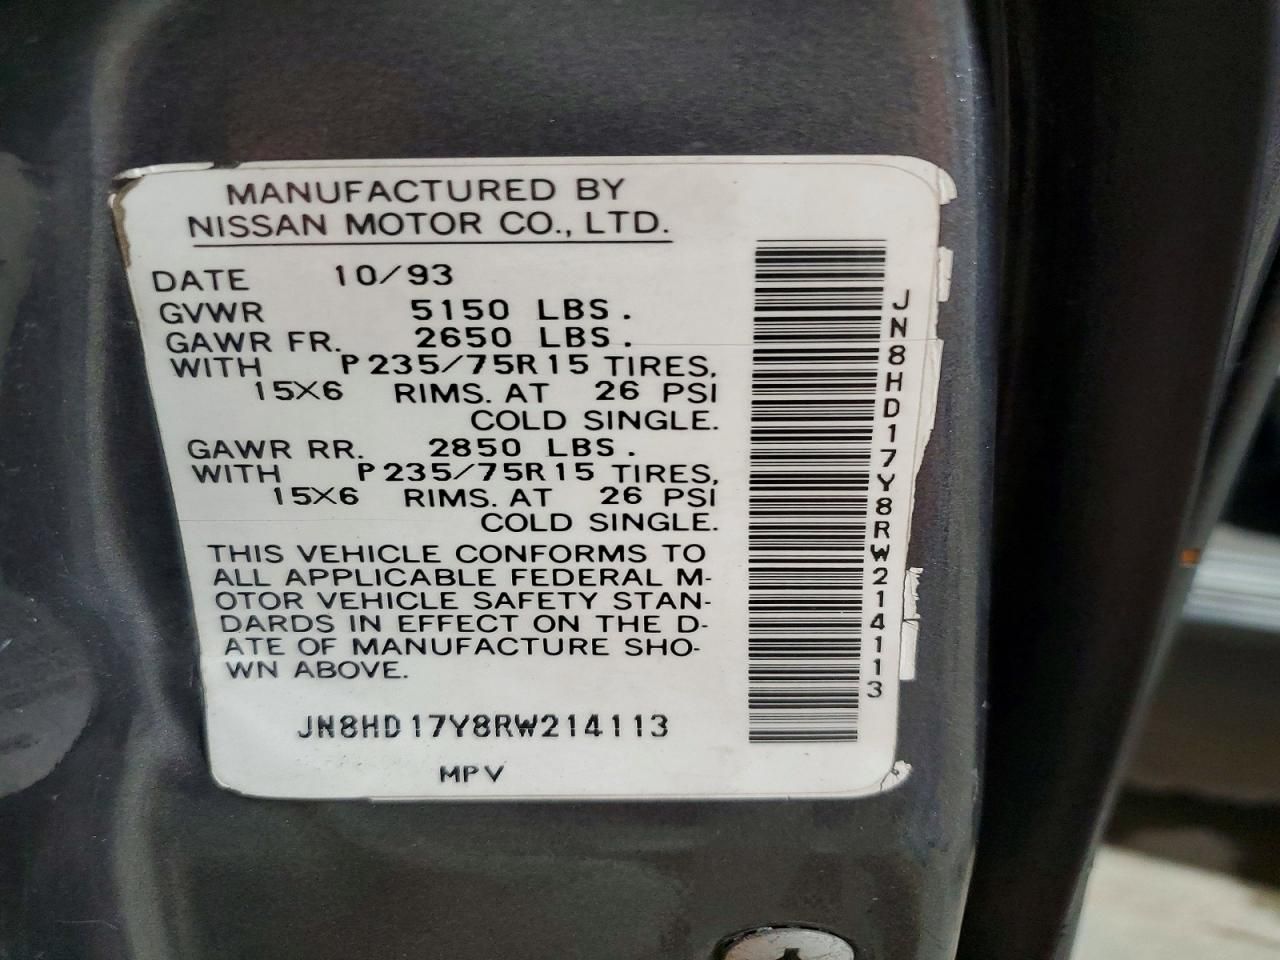 MANUFACTURED BY
NISSAN MOTOR CO., LTD.
DATE 10/93
GVWR 5150 LBS.
GAWR FR. 2650 LBS.
WITH P235/75R15 TIRES,
15X6 RIMS. AT 26 PSI
COLD SINGLE.
GAWR RR. 2850 LBS.
WITH P235/75R15 TIRES,
15X6 RIMS. AT 26 PSI
COLD SINGLE.
THIS VEHICLE CONFORMS TO
ALL APPLICABLE FEDERAL M-
OTOR VEHICLE SAFETY STAN-
DARDS IN EFFECT ON THE D-
ATE OF MANUFACTURE SHO-
WN ABOVE.
JN8HD17Y8RW214113
MPV
JN8HD17Y8RW214113